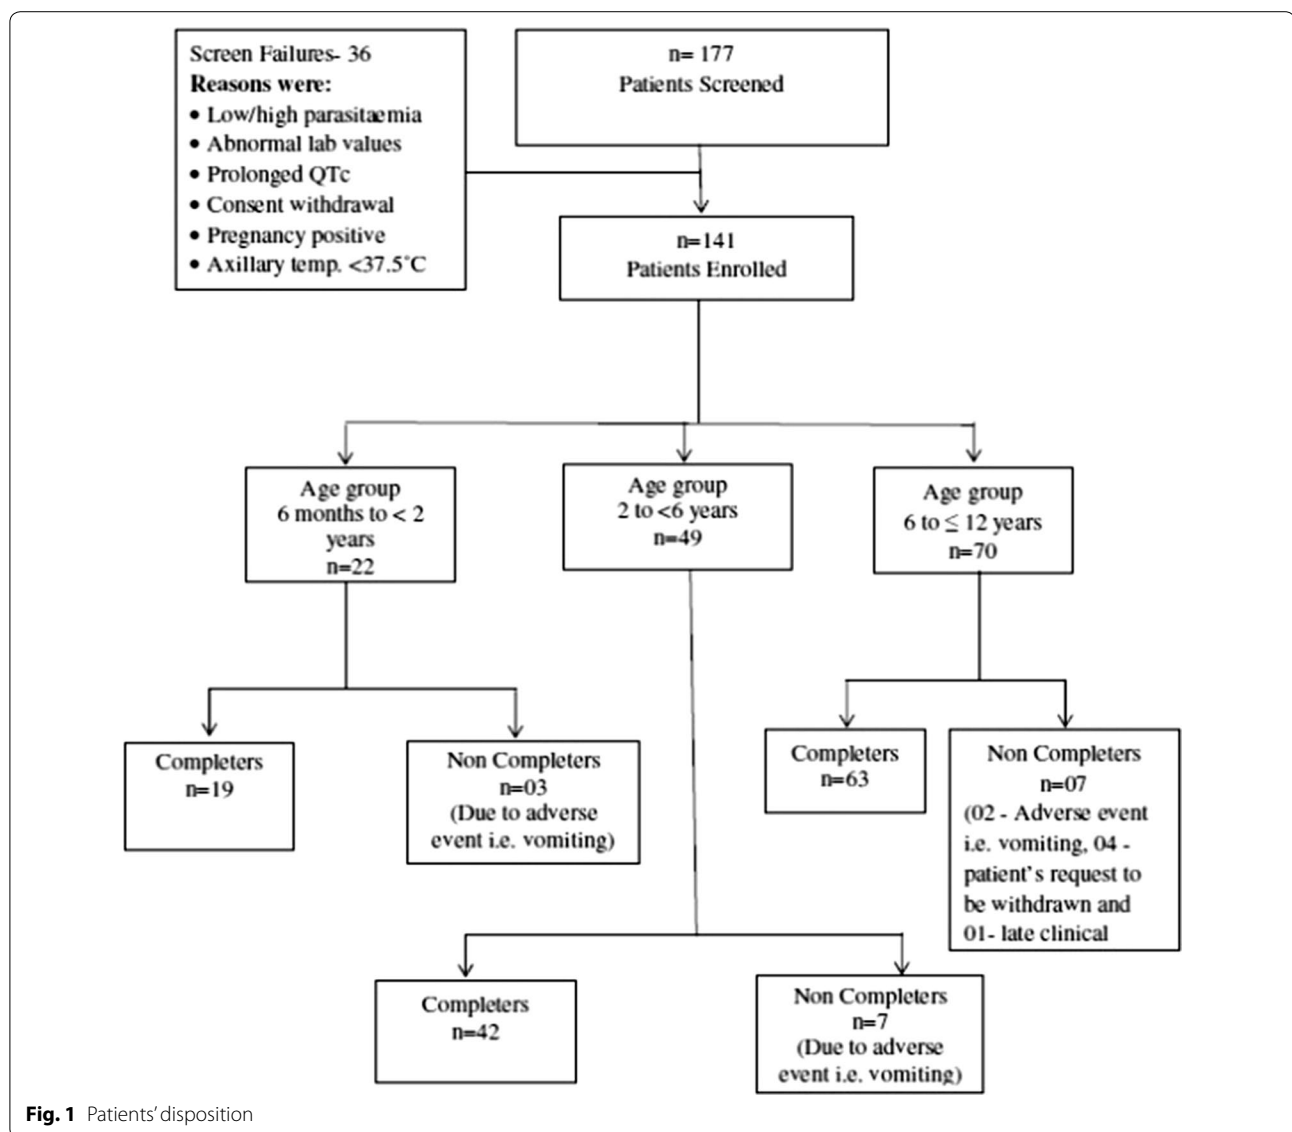 Screen Failures- 36
Reasons were:
• Low/high parasitaemia
• Abnormal lab values
• Prolonged QTc
• Consent withdrawal
• Pregnancy positive
• Axillary temp. <37.5˚C
n= 177
Patients Screened
n=141
Patients Enrolled
Age group
6 months to < 2
years
n=22
Age group
2 to <6 years
n=49
Age group
6 to ≤ 12 years
n=70
Completers
n=19
Non Completers
n=03
(Due to adverse
event i.e. vomiting)
Completers
n=63
Non Completers
n=07
(02 - Adverse event
i.e. vomiting, 04 -
patient's request to
be withdrawn and
01- late clinical
Completers
n=42
Non Completers
n=7
(Due to adverse
event i.e. vomiting)
Fig. 1 Patients' disposition